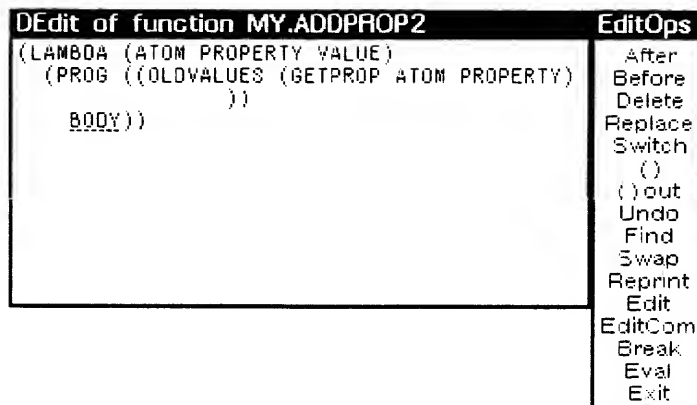 DEdit of function MY.ADDPROP2
(LAMBDA (ATOM PROPERTY VALUE)
(PROG ((OLDVALUES (GETPROP ATOM PROPERTY)
))
BODY))
EditOps
After
Before
Delete
Replace
Switch
()
()out
Undo
Find
Swap
Reprint
Edit
EditCom
Break
Eval
Exit